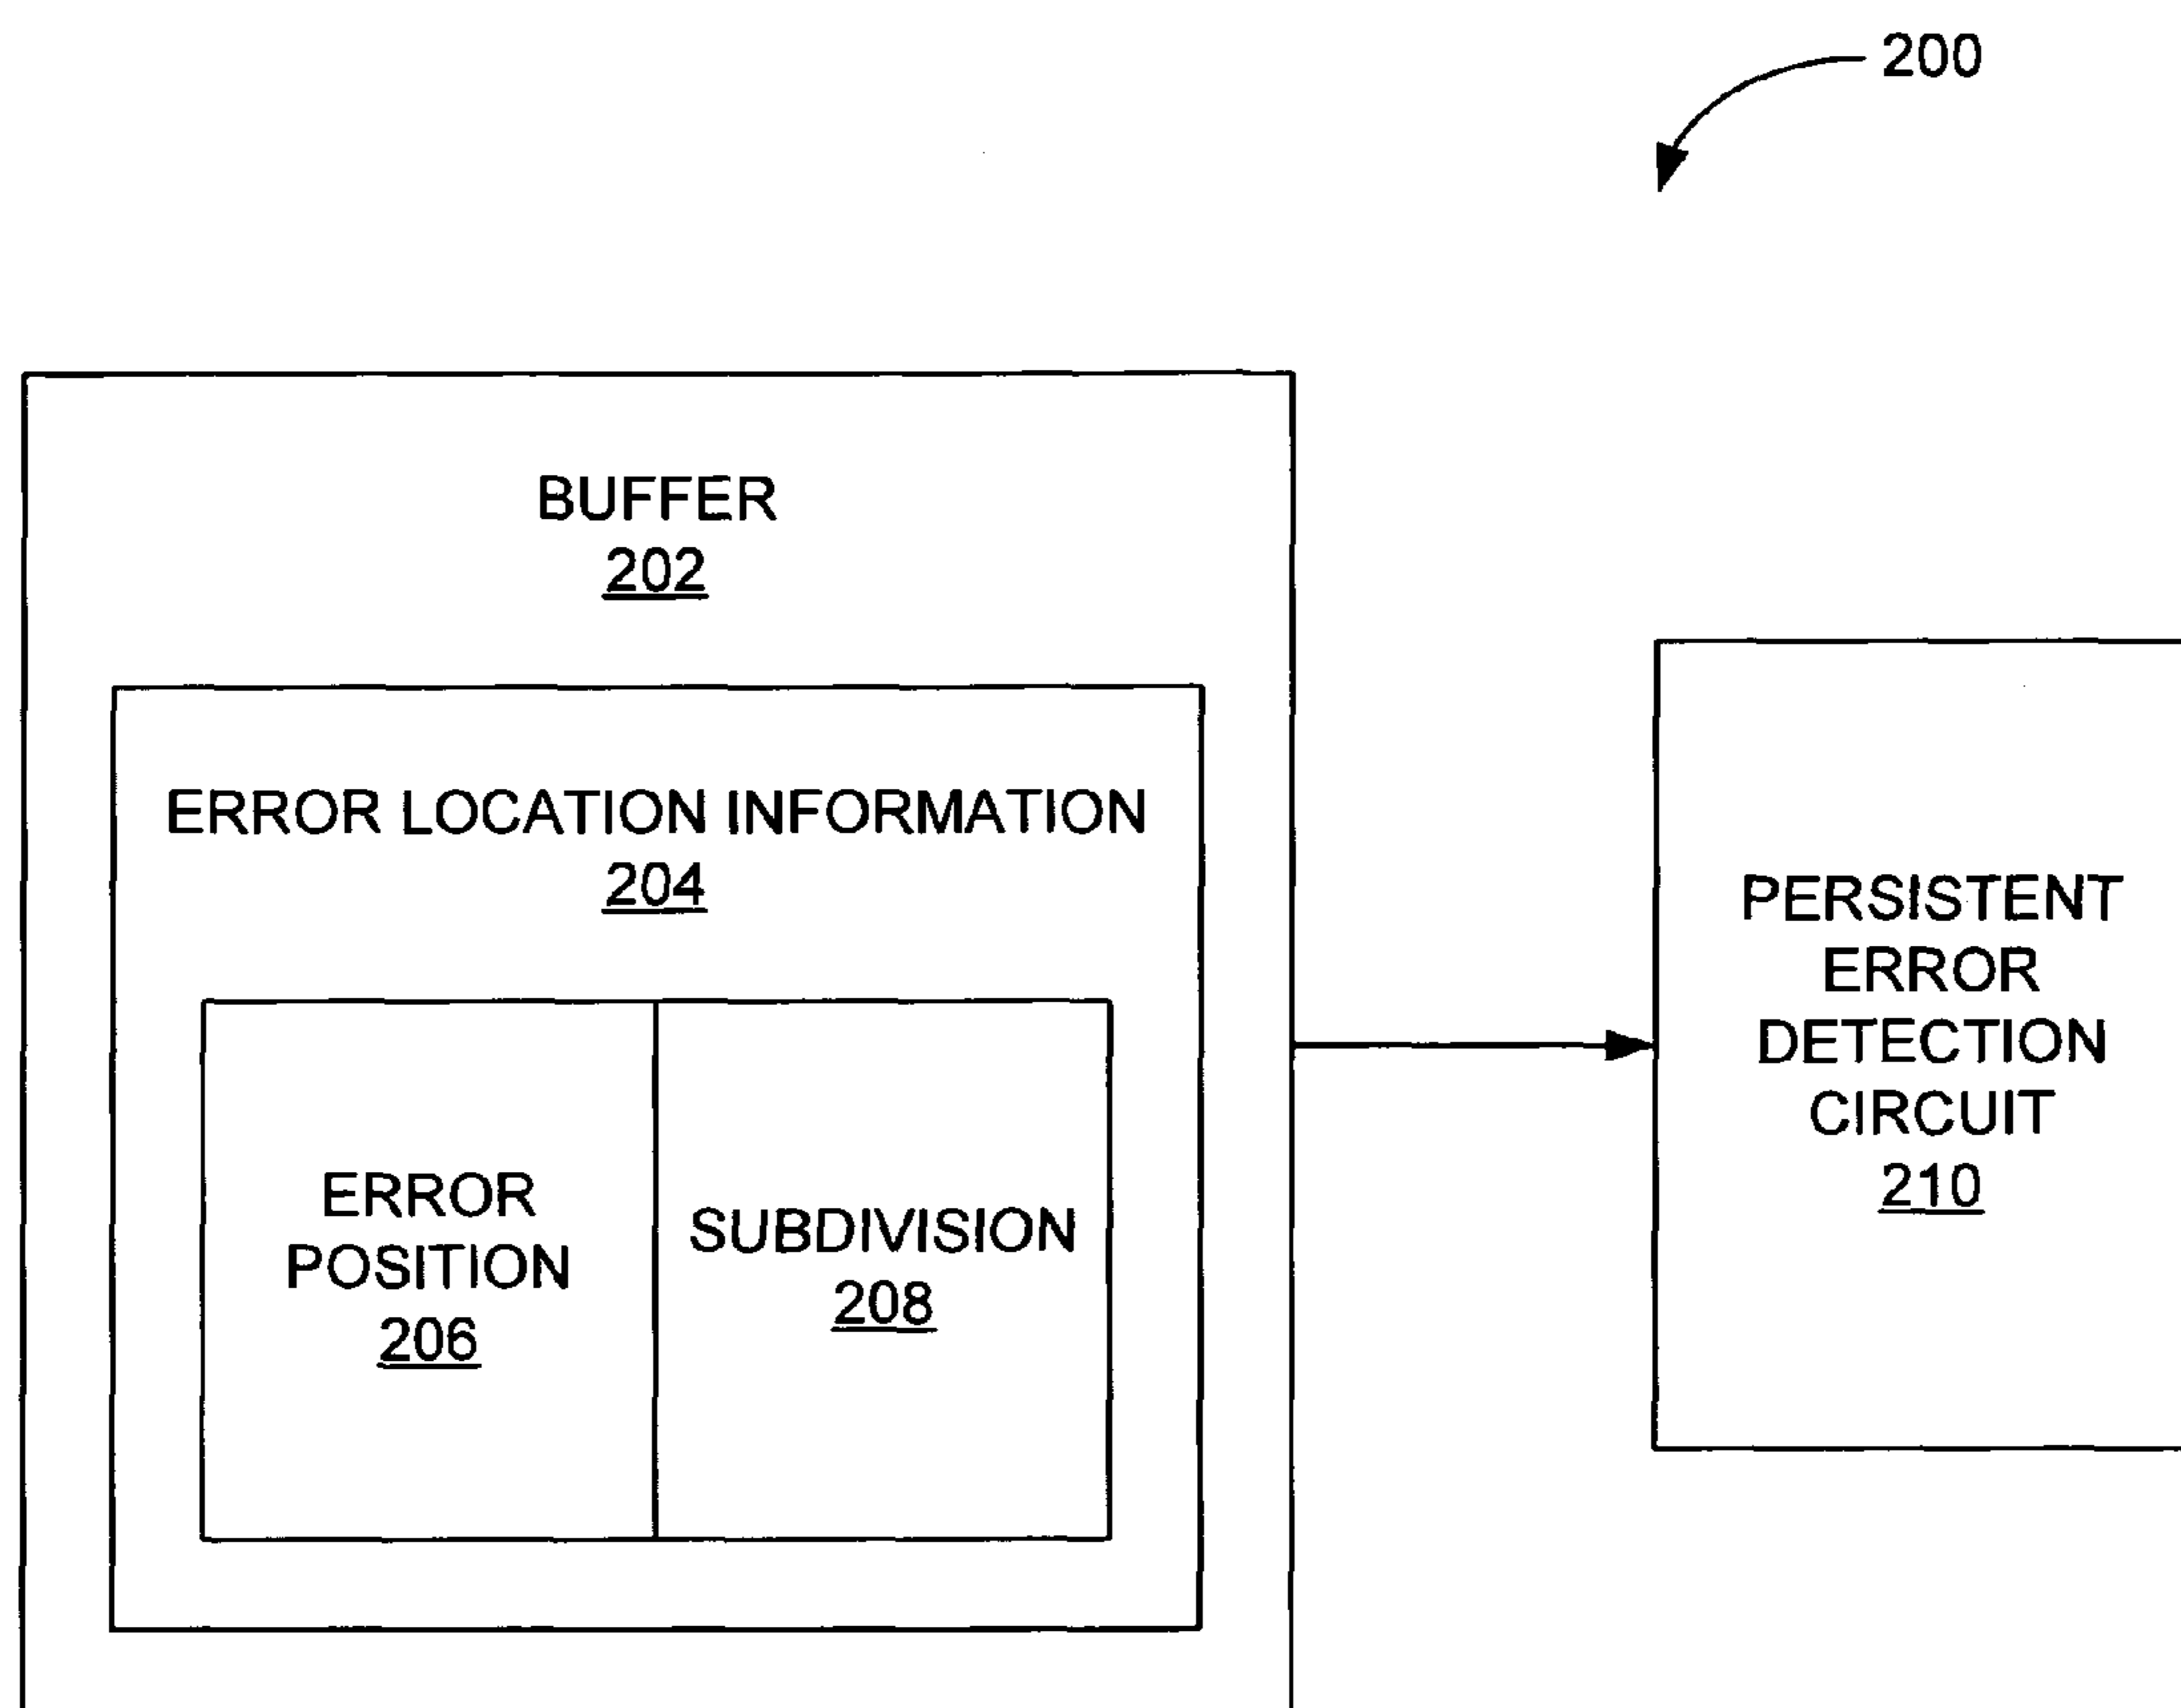 200
BUFFER
202
ERROR LOCATION INFORMATION
204
ERROR
POSITION
206
SUBDIVISION
208
PERSISTENT
ERROR
DETECTION
CIRCUIT
210